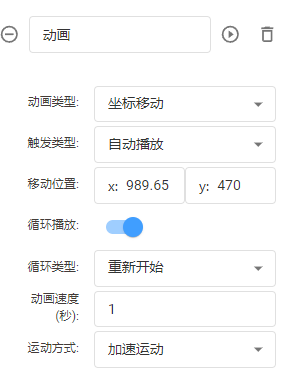 动画
动画类型: 坐标移动
触发类型: 自动播放
移动位置: x: 989.65 y: 470
循环播放:
循环类型: 重新开始
动画速度
(秒): 1
运动方式: 加速运动